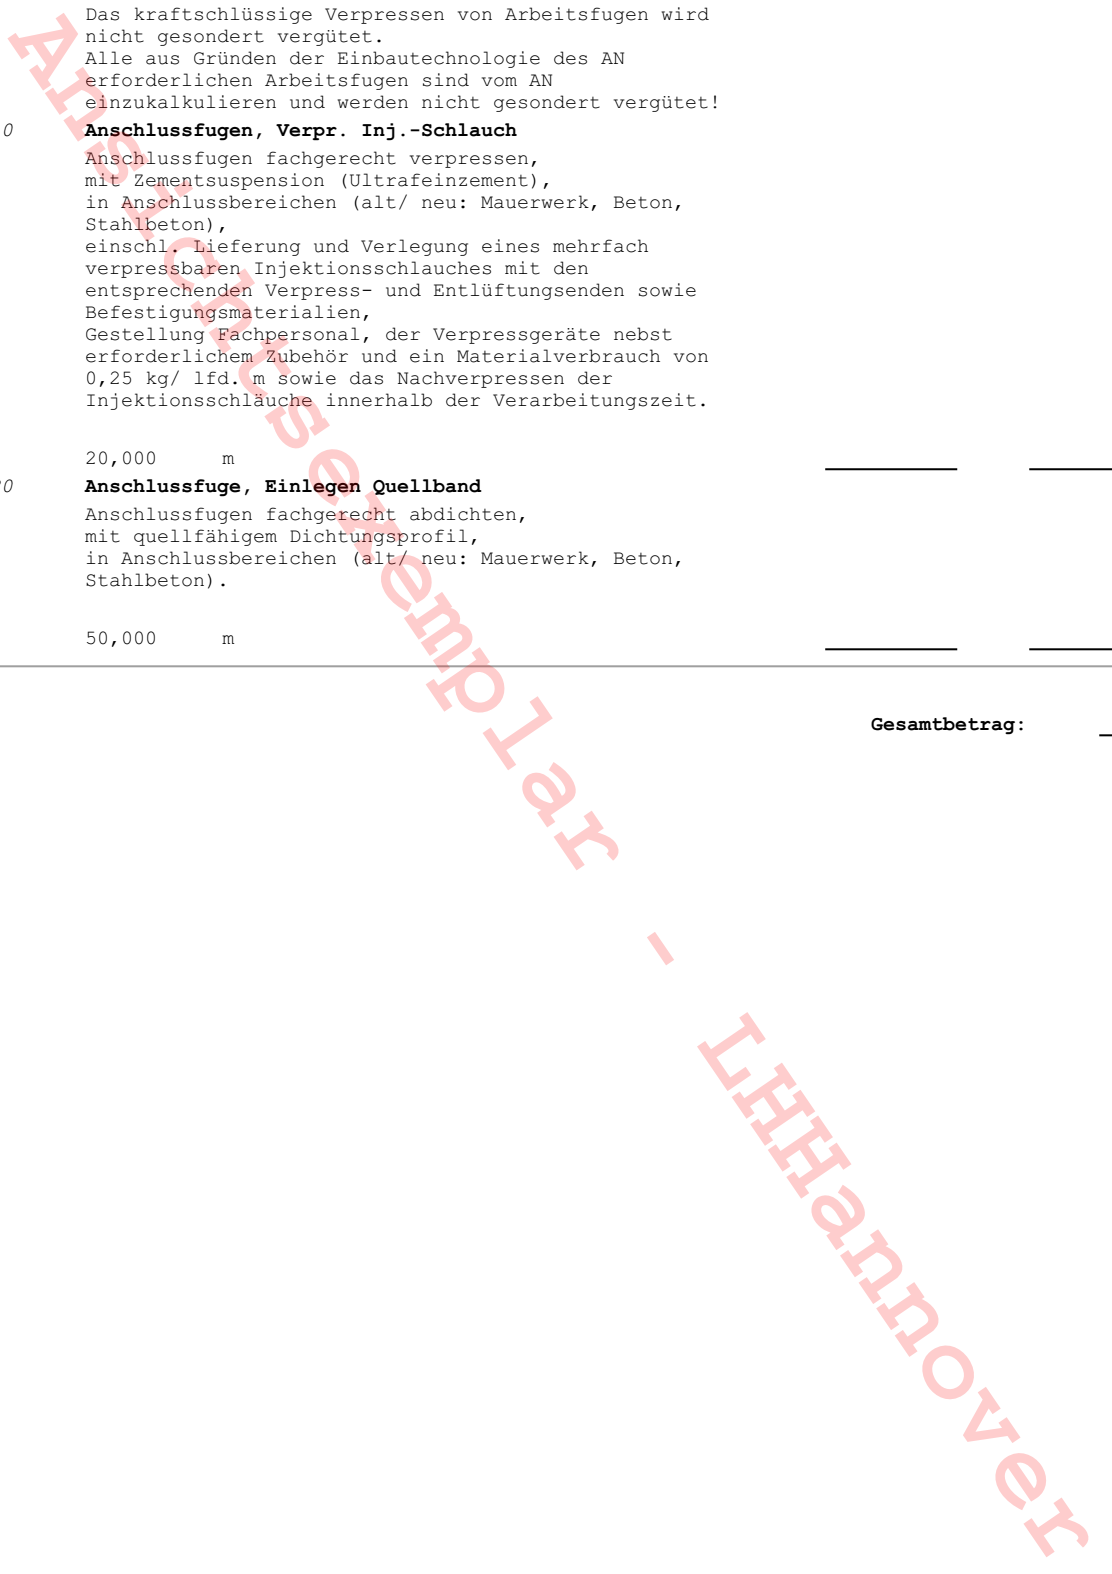 Das kraftschlüssige Verpressen von Arbeitsfugen wird
nicht gesondert vergütet.
Alle aus Gründen der Einbautechnologie des AN
erforderlichen Arbeitsfugen sind vom AN
einzukalkulieren und werden nicht gesondert vergütet!
0 Anschlussfugen, Verpr. Inj.-Schlauch
Anschlussfugen fachgerecht verpressen,
mit Zementsuspension (Ultrafeinzement),
in Anschlussbereichen (alt/ neu: Mauerwerk, Beton,
Stahlbeton),
einschl. Lieferung und Verlegung eines mehrfach
verpressbaren Injektionsschlauches mit den
entsprechenden Verpress- und Entlüftungsenden sowie
Befestigungsmaterialien,
Gestellung Fachpersonal, der Verpressgeräte nebst
erforderlichem Zubehör und ein Materialverbrauch von
0,25 kg/ lfd. m sowie das Nachverpressen der
Injektionsschläuche innerhalb der Verarbeitungszeit.
20,000 m
0 Anschlussfuge, Einlegen Quellband
Anschlussfugen fachgerecht abdichten,
mit quellfähigem Dichtungsprofil,
in Anschlussbereichen (alt/ neu: Mauerwerk, Beton,
Stahlbeton).
50,000 m
Gesamtbetrag:
Ansichtsexemplar - LHHannover